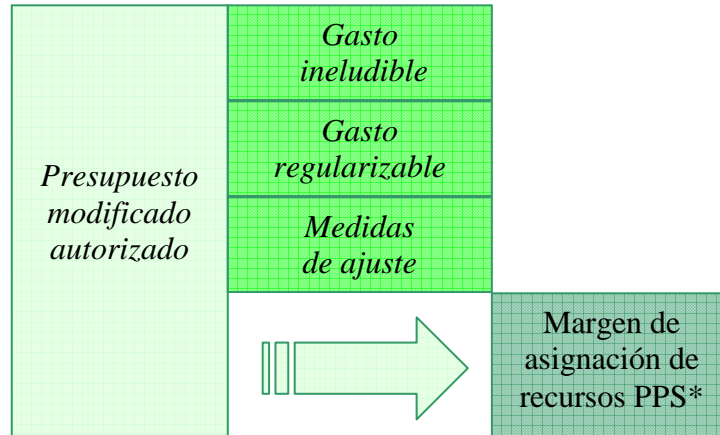 Presupuesto
modificado
autorizado
Gasto
ineludible
Gasto
regularizable
Medidas
de ajuste
Margen de
asignación de
recursos PPS*